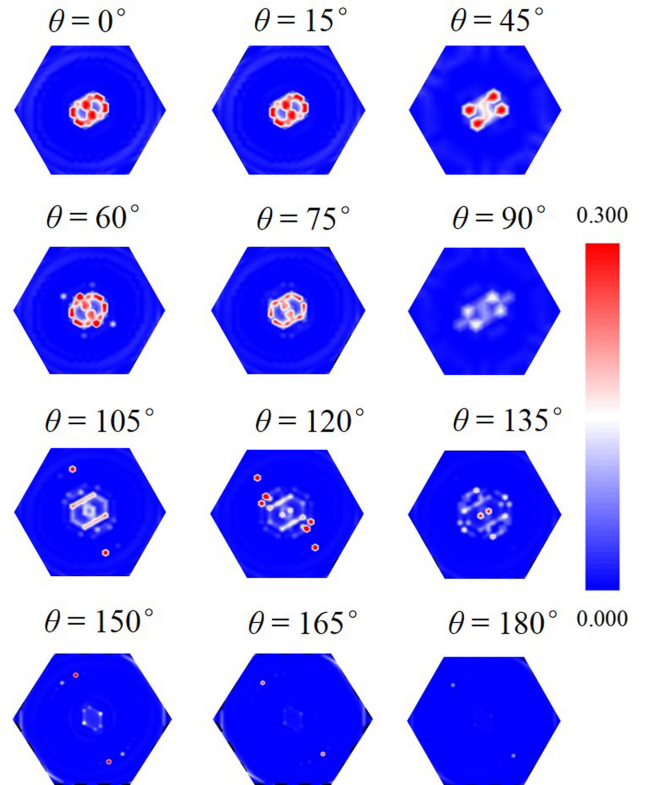 θ = 0° θ = 15° θ = 45°
θ = 60° θ = 75° θ = 90°
0.300
θ = 105° θ = 120° θ = 135°
θ = 150° θ = 165° θ = 180°
0.000